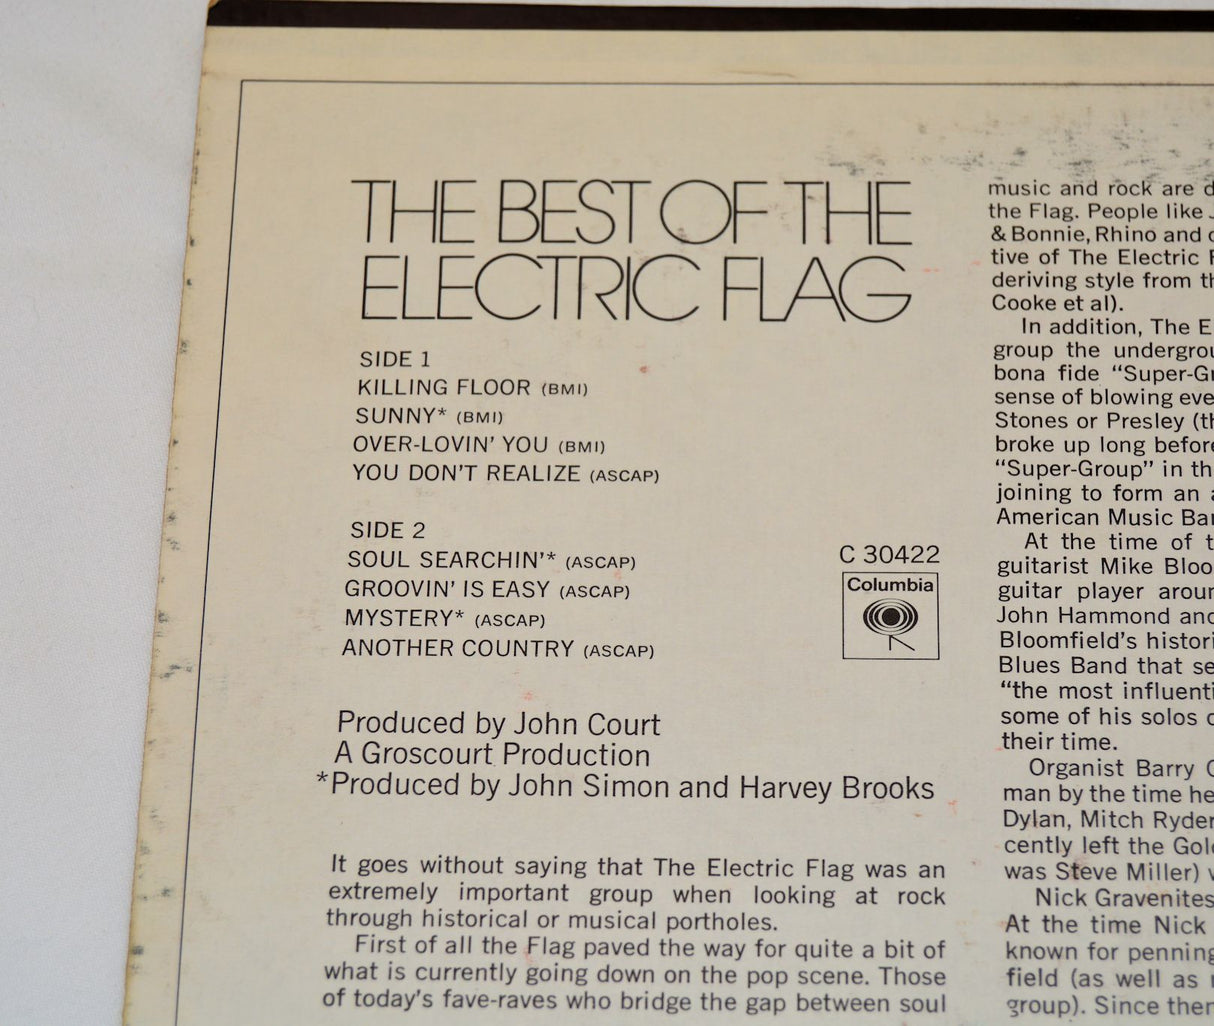 THE BEST OF THE
ELECTRIC FLAG
SIDE 1
KILLING FLOOR (BMI)
SUNNY* (BMI)
OVER-LOVIN' YOU (BMI)
YOU DON'T REALIZE (ASCAP)
SIDE 2
SOUL SEARCHIN'* (ASCAP)
GROOVIN' IS EASY (ASCAP)
MYSTERY* (ASCAP)
ANOTHER COUNTRY (ASCAP)
C 30422
Columbia
Produced by John Court
A Groscourt Production
*Produced by John Simon and Harvey Brooks
It goes without saying that The Electric Flag was an
extremely important group when looking at rock
through historical or musical portholes.
First of all the Flag paved the way for quite a bit of
what is currently going down on the pop scene. Those
of today's fave-raves who bridge the gap between soul
music and rock are
the Flag. People like
& Bonnie, Rhino and
tive of The Electric
deriving style from
Cooke et al).
In addition, The
group the
bona fide
sense of blowing
Stones or Presley
broke up long
"Super-Group" in
joining to form an
American Music
At the time of
guitarist Mike
guitar player
John Hammond
Bloomfield's
Blues Band that
"the most
some of his solos
their time.
Organist Barry
man by the time he
Dylan, Mitch Ryder
cently left the
was Steve Miller)
Nick Gravenites
At the time Nick
known for penning
field (as well as
group). Since